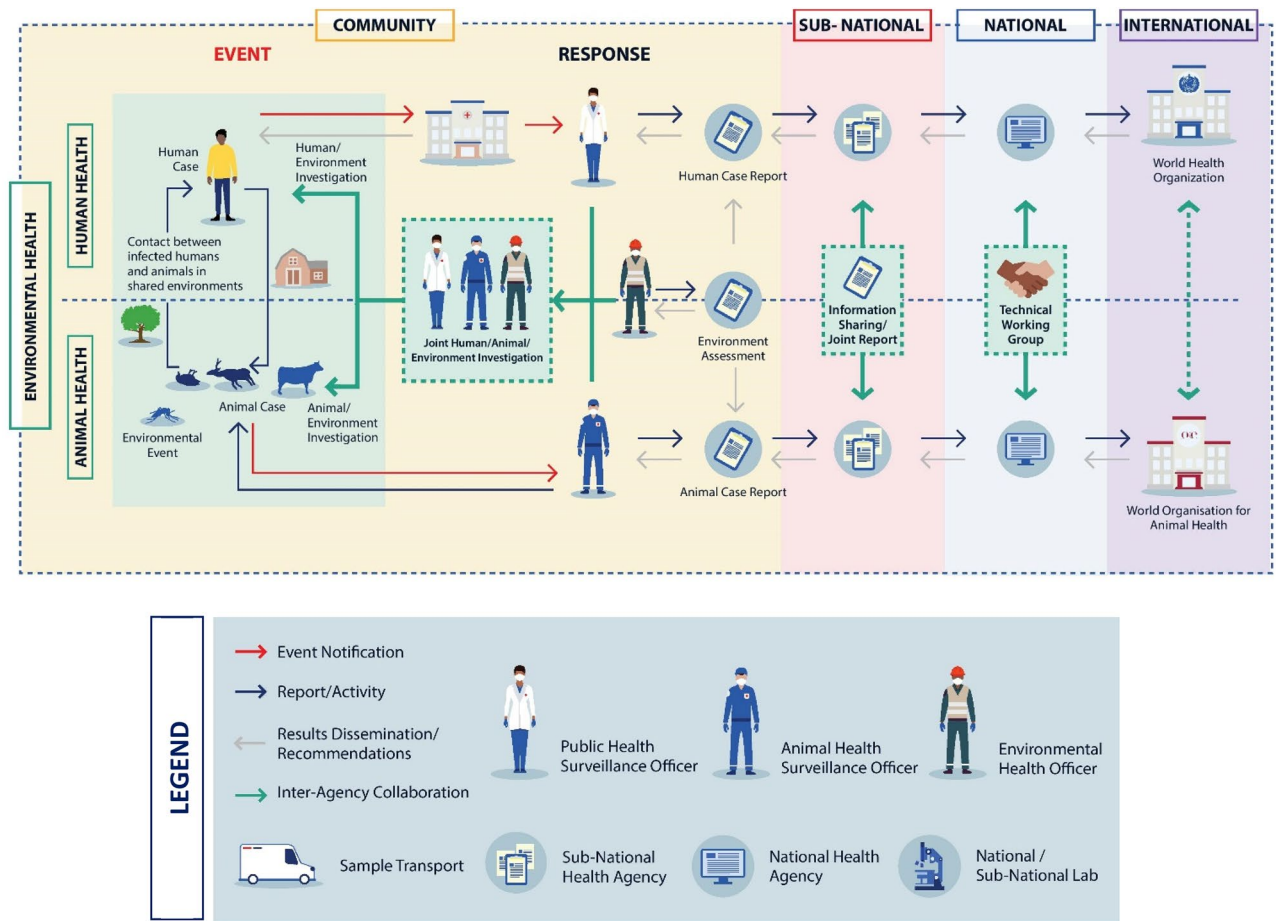 COMMUNITY
SUB- NATIONAL
NATIONAL
INTERNATIONAL
EVENT
RESPONSE
ENVIRONMENTAL HEALTH
HUMAN HEALTH
ANIMAL HEALTH
Human
Case
Human/
Environment
Investigation
Contact between
infected humans
and animals in
shared environments
Animal Case
Environmental
Event
Animal/
Environment
Investigation
Joint Human/Animal/
Environment Investigation
Human Case Report
Environment
Assessment
Animal Case Report
Information
Sharing/
Joint Report
Technical
Working
Group
World Health
Organization
World Organisation for
Animal Health
LEGEND
Event Notification
Report/Activity
Results Dissemination/
Recommendations
Inter-Agency Collaboration
Public Health
Surveillance Officer
Animal Health
Surveillance Officer
Environmental
Health Officer
Sample Transport
Sub-National
Health Agency
National Health
Agency
National /
Sub-National Lab